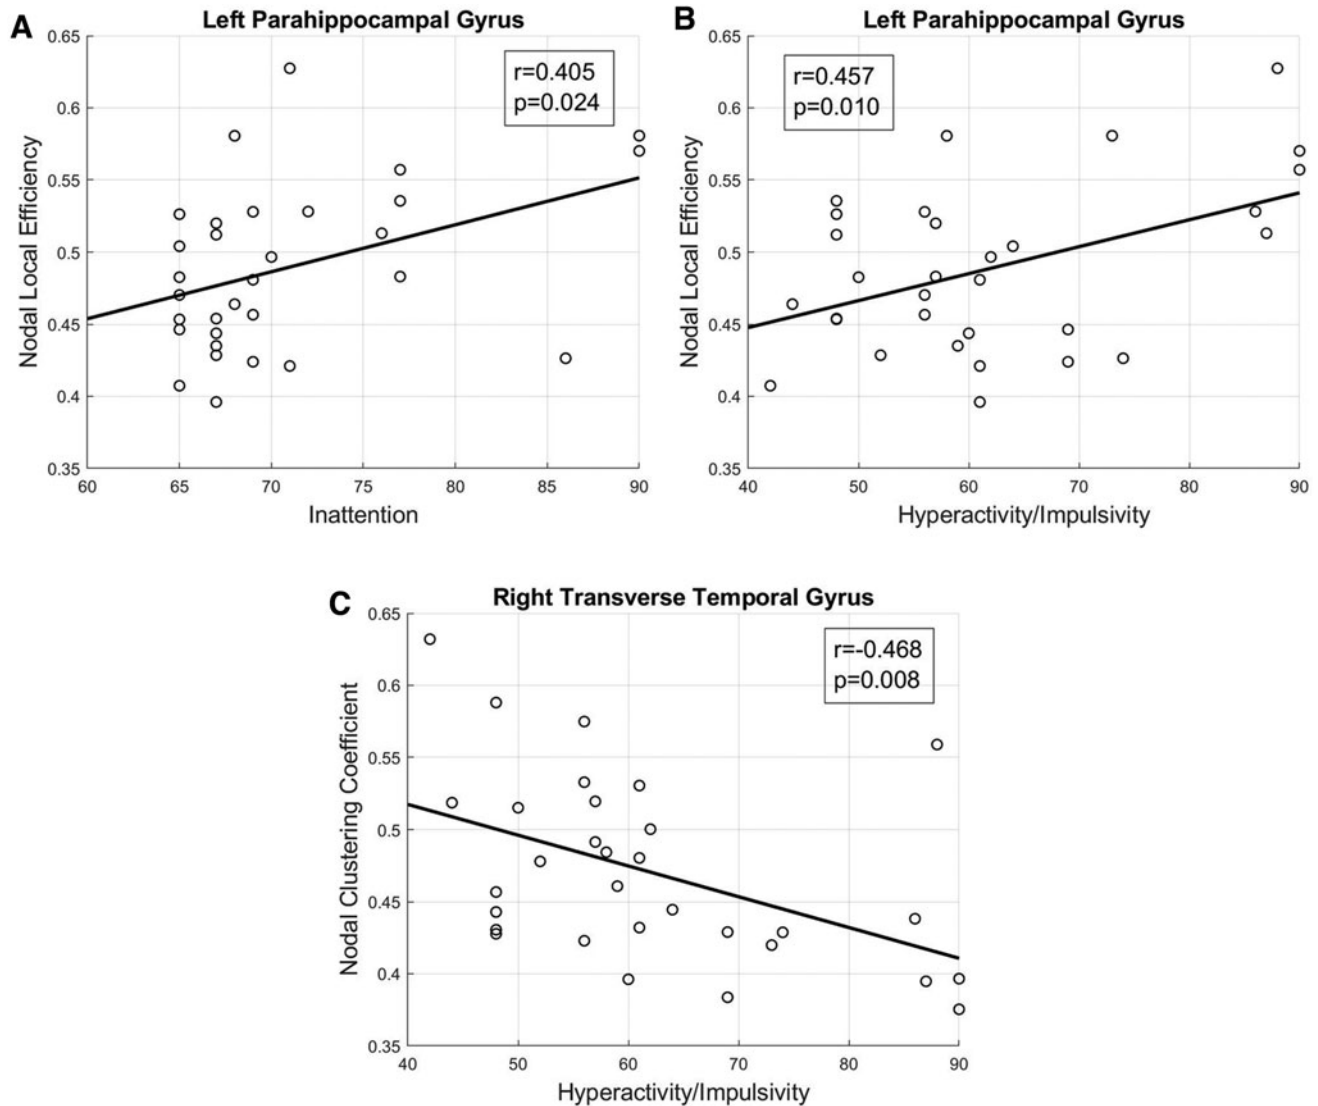 A
Left Parahippocampal Gyrus
r=0.405
p=0.024
0.65
0.6
0.55
0.5
0.45
0.4
0.35
Nodal Local Efficiency
60 65 70 75 80 85 90
Inattention
B
Left Parahippocampal Gyrus
r=0.457
p=0.010
0.65
0.6
0.55
0.5
0.45
0.4
0.35
Nodal Local Efficiency
40 50 60 70 80 90
Hyperactivity/Impulsivity
C
Right Transverse Temporal Gyrus
r=-0.468
p=0.008
0.65
0.6
0.55
0.5
0.45
0.4
0.35
Nodal Clustering Coefficient
40 50 60 70 80 90
Hyperactivity/Impulsivity